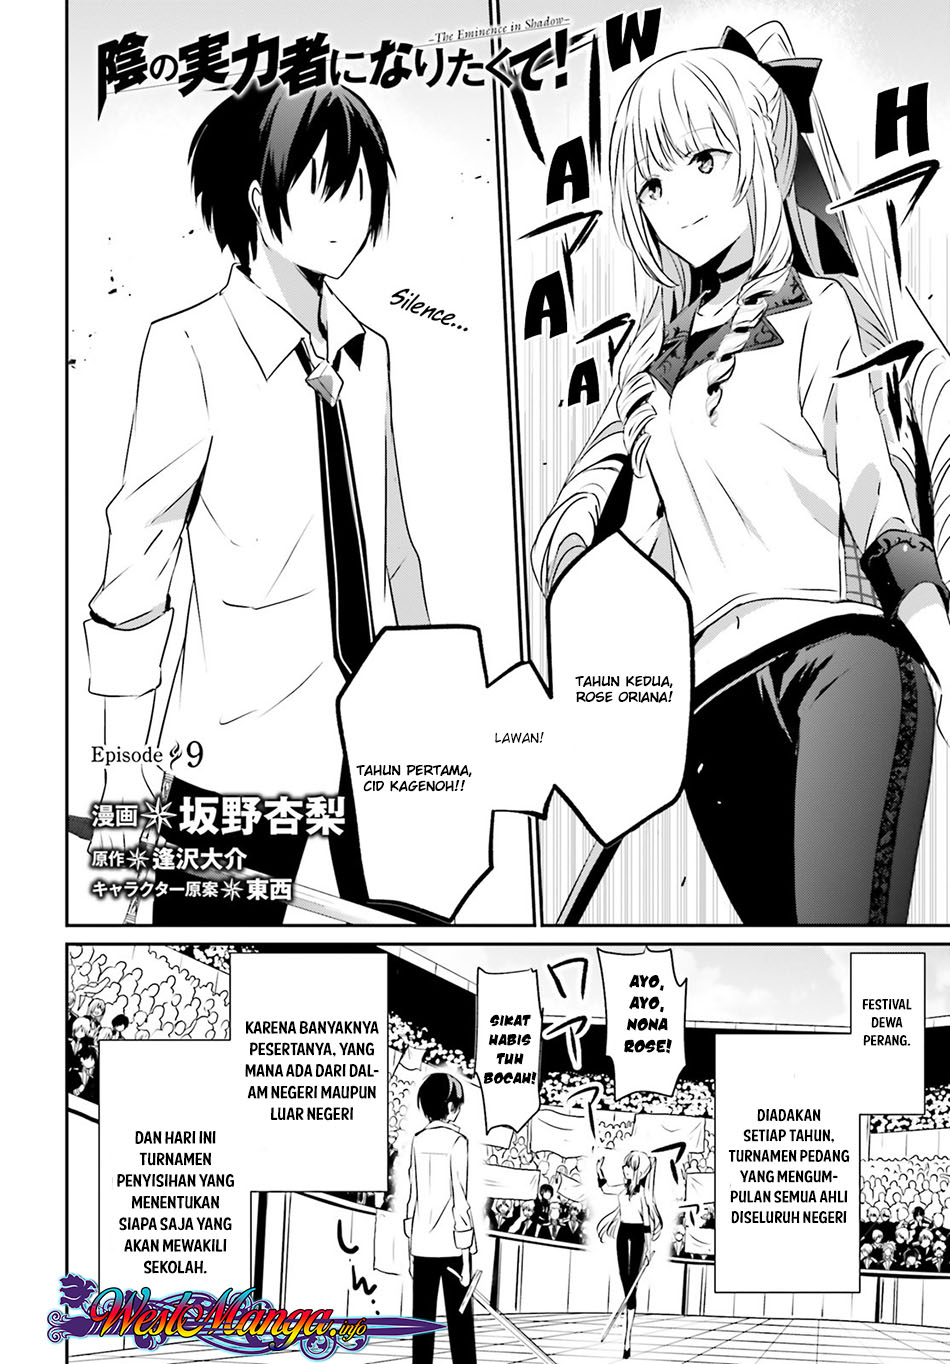 -The Eminence in Shadow-
陰の実力者になりたくて!
W
A
A
A
H
Silence...
TAHUN KEDUA,
ROSE ORIANA!
LAWAN!
TAHUN PERTAMA,
CID KAGENOH!!
Episode 9
漫画 坂野杏梨
原作 逢沢大介
キャラクター原案 東西
FESTIVAL
DEWA
PERANG.
DIADAKAN
SETIAP TAHUN,
TURNAMEN PEDANG
YANG MENGUM-
PULAN SEMUA AHLI
DISELURUH NEGERI
AYO,
AYO,
NONA
ROSE!
SIKAT
HABIS
TUH
BOCAH!
KARENA BANYAKNYA
PESERTANYA, YANG
MANA ADA DARI DAL-
AM NEGERI MAUPUN
LUAR NEGERI
DAN HARI INI
TURNAMEN
PENYISIHAN YANG
MENENTUKAN
SIAPA SAJA YANG
AKAN MEWAKILI
SEKOLAH.
WestManga.info